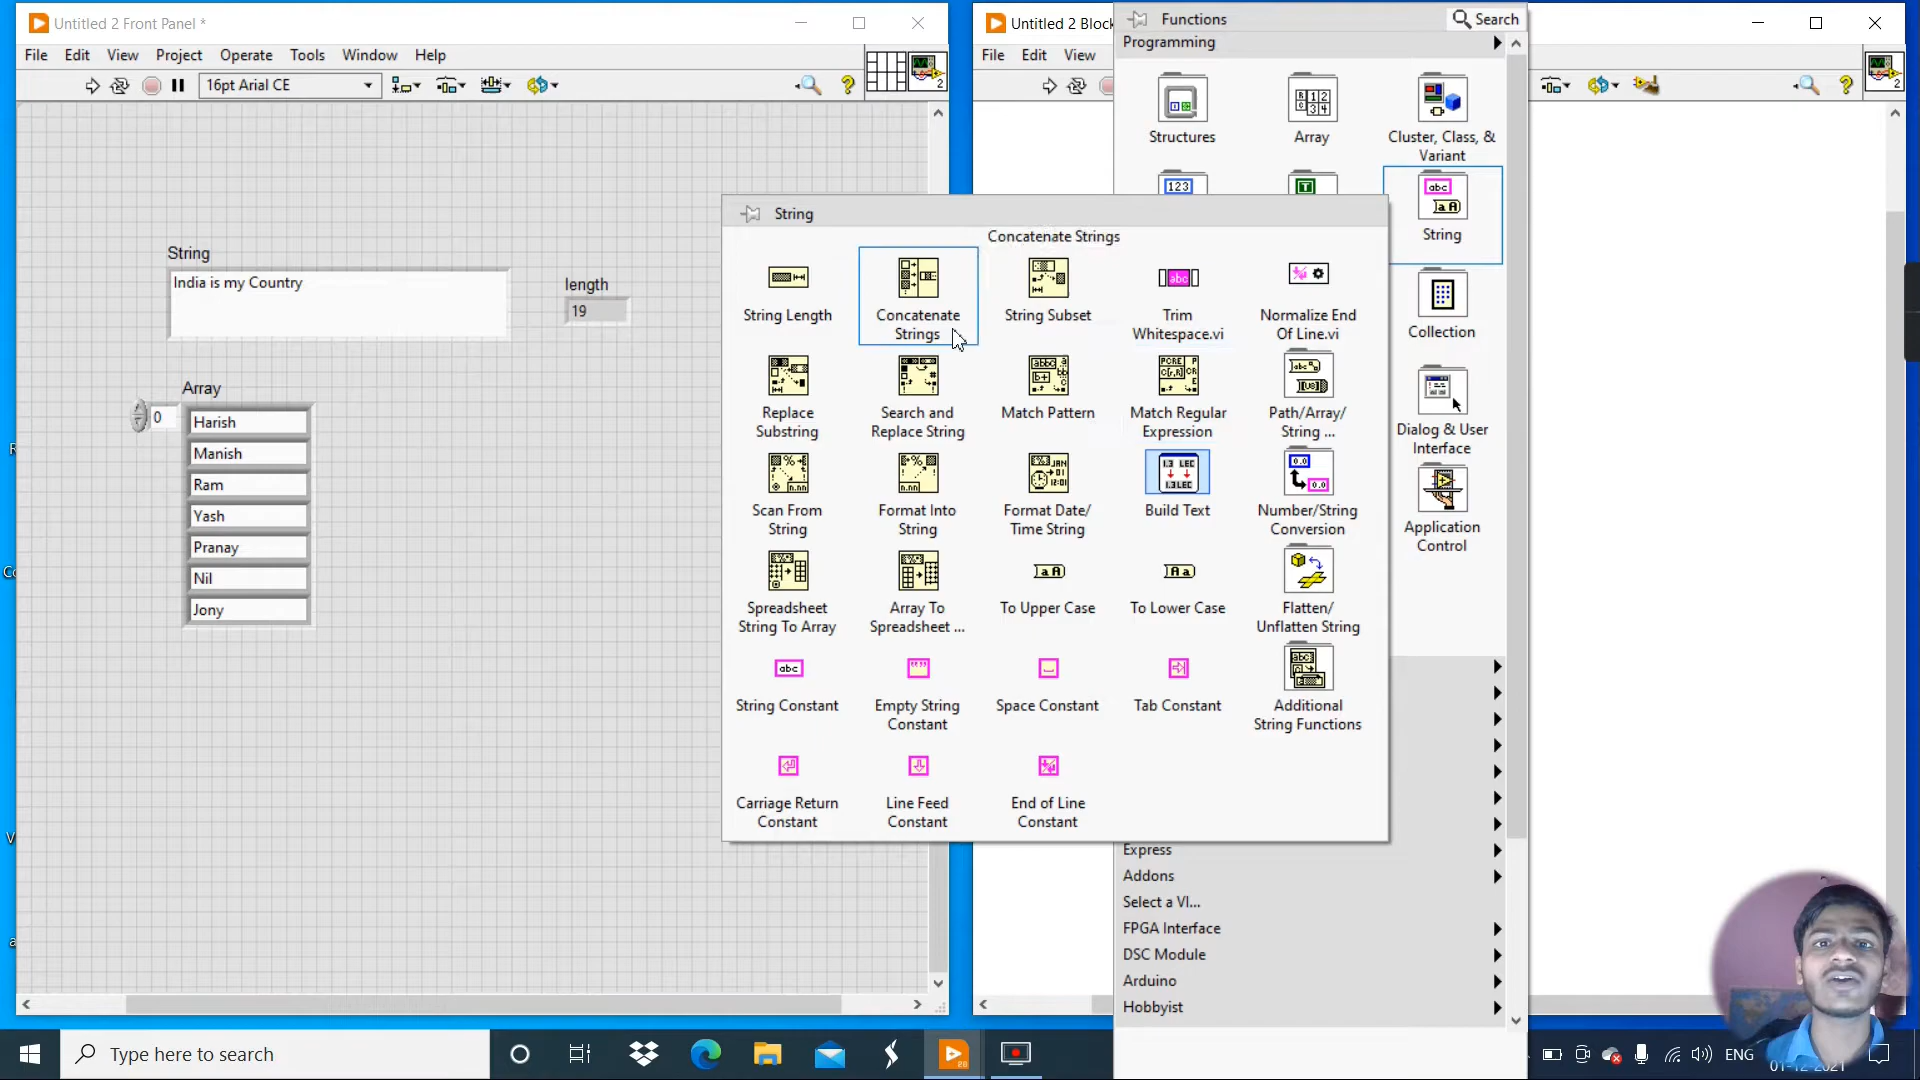 Untitled 2 Front Panel *
File Edit View Project Operate Tools Window Help
16pt Arial CE
2
String
India is my Country
length
19
Array
0
Harish
Manish
Ram
Yash
Pranay
Nil
Jony
Untitled 2 Bloc
File Edit View
2
Functions
Search
Programming
Structures
Array
Cluster, Class, &
Variant
String
Collection
Dialog & User
Interface
Application
Control
String
Concatenate Strings
String Length
Concatenate
Strings
String Subset
Trim
Whitespace.vi
Normalize End
Of Line.vi
Replace
Substring
Search and
Replace String
Match Pattern
Match Regular
Expression
Path/Array/
String ...
Scan From
String
Format Into
String
Format Date/
Time String
Build Text
Number/String
Conversion
Spreadsheet
String To Array
Array To
Spreadsheet ...
To Upper Case
To Lower Case
Flatten/
Unflatten String
String Constant
Empty String
Constant
Space Constant
Tab Constant
Additional
String Functions
Carriage Return
Constant
Line Feed
Constant
End of Line
Constant
Express
Addons
Select a VI...
FPGA Interface
DSC Module
Arduino
Hobbyist
Type here to search
ENG
01-12-2021